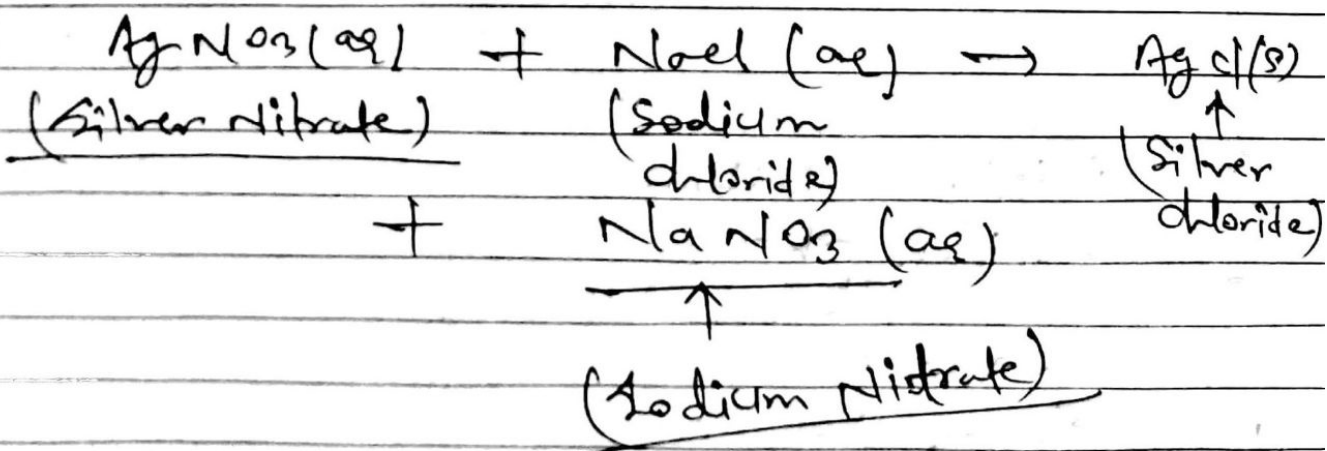 AgNO3(aq) + NaCl (aq) → AgCl(s)
(Silver Nitrate) (Sodium chloride) ↑ (Silver chloride)
+ NaNO3 (aq)
↑
(Sodium Nitrate)